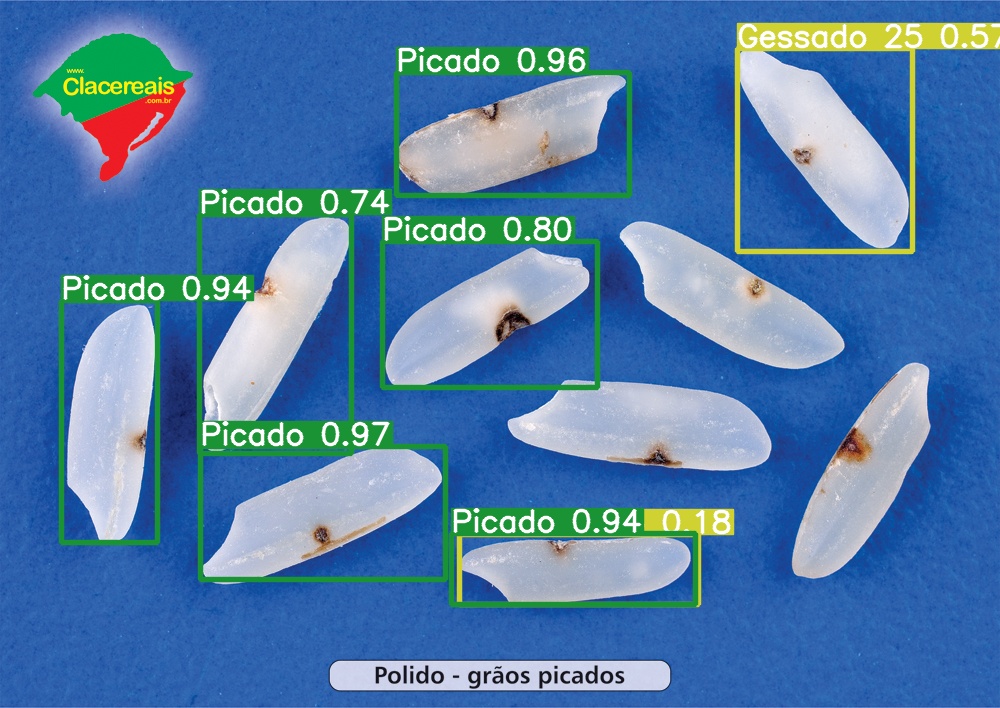 www.
Clacereais
.com.br
Picado 0.96
Gessado 25 0.57
Picado 0.74
Picado 0.80
Picado 0.94
Picado 0.97
Picado 0.94
0.18
Polido - grãos picados